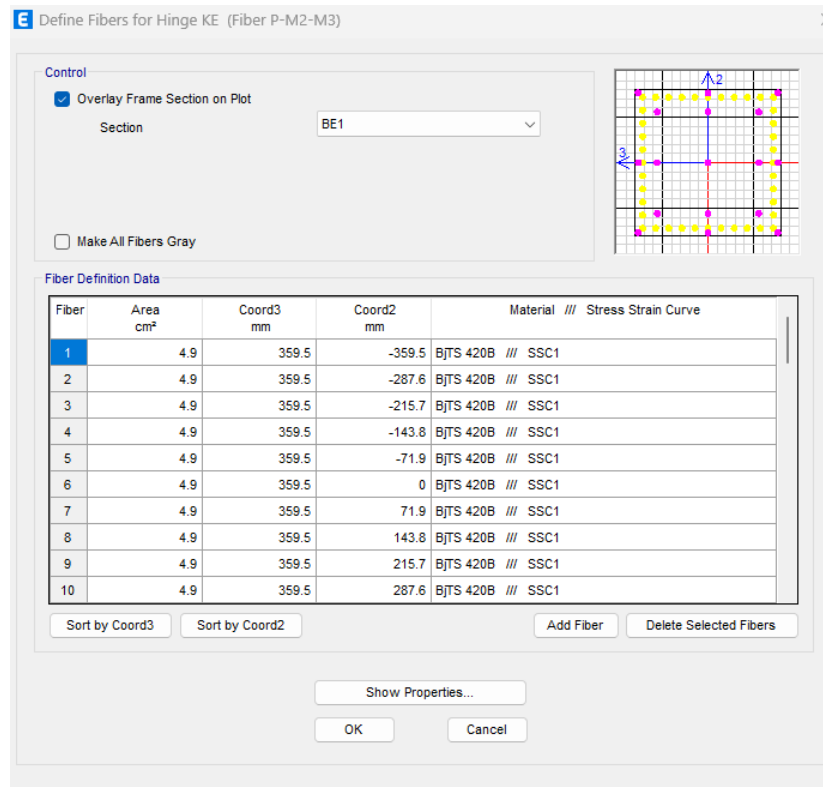 E Define Fibers for Hinge KE (Fiber P-M2-M3)
Control
Overlay Frame Section on Plot
Section BE1
Make All Fibers Gray
2
3
Fiber Definition Data
Fiber Area Coord3 Coord2 Material /// Stress Strain Curve
cm² mm mm
1 4.9 359.5 -359.5 BjTS 420B /// SSC1
2 4.9 359.5 -287.6 BjTS 420B /// SSC1
3 4.9 359.5 -215.7 BjTS 420B /// SSC1
4 4.9 359.5 -143.8 BjTS 420B /// SSC1
5 4.9 359.5 -71.9 BjTS 420B /// SSC1
6 4.9 359.5 0 BjTS 420B /// SSC1
7 4.9 359.5 71.9 BjTS 420B /// SSC1
8 4.9 359.5 143.8 BjTS 420B /// SSC1
9 4.9 359.5 215.7 BjTS 420B /// SSC1
10 4.9 359.5 287.6 BjTS 420B /// SSC1
Sort by Coord3 Sort by Coord2 Add Fiber Delete Selected Fibers
Show Properties...
OK Cancel